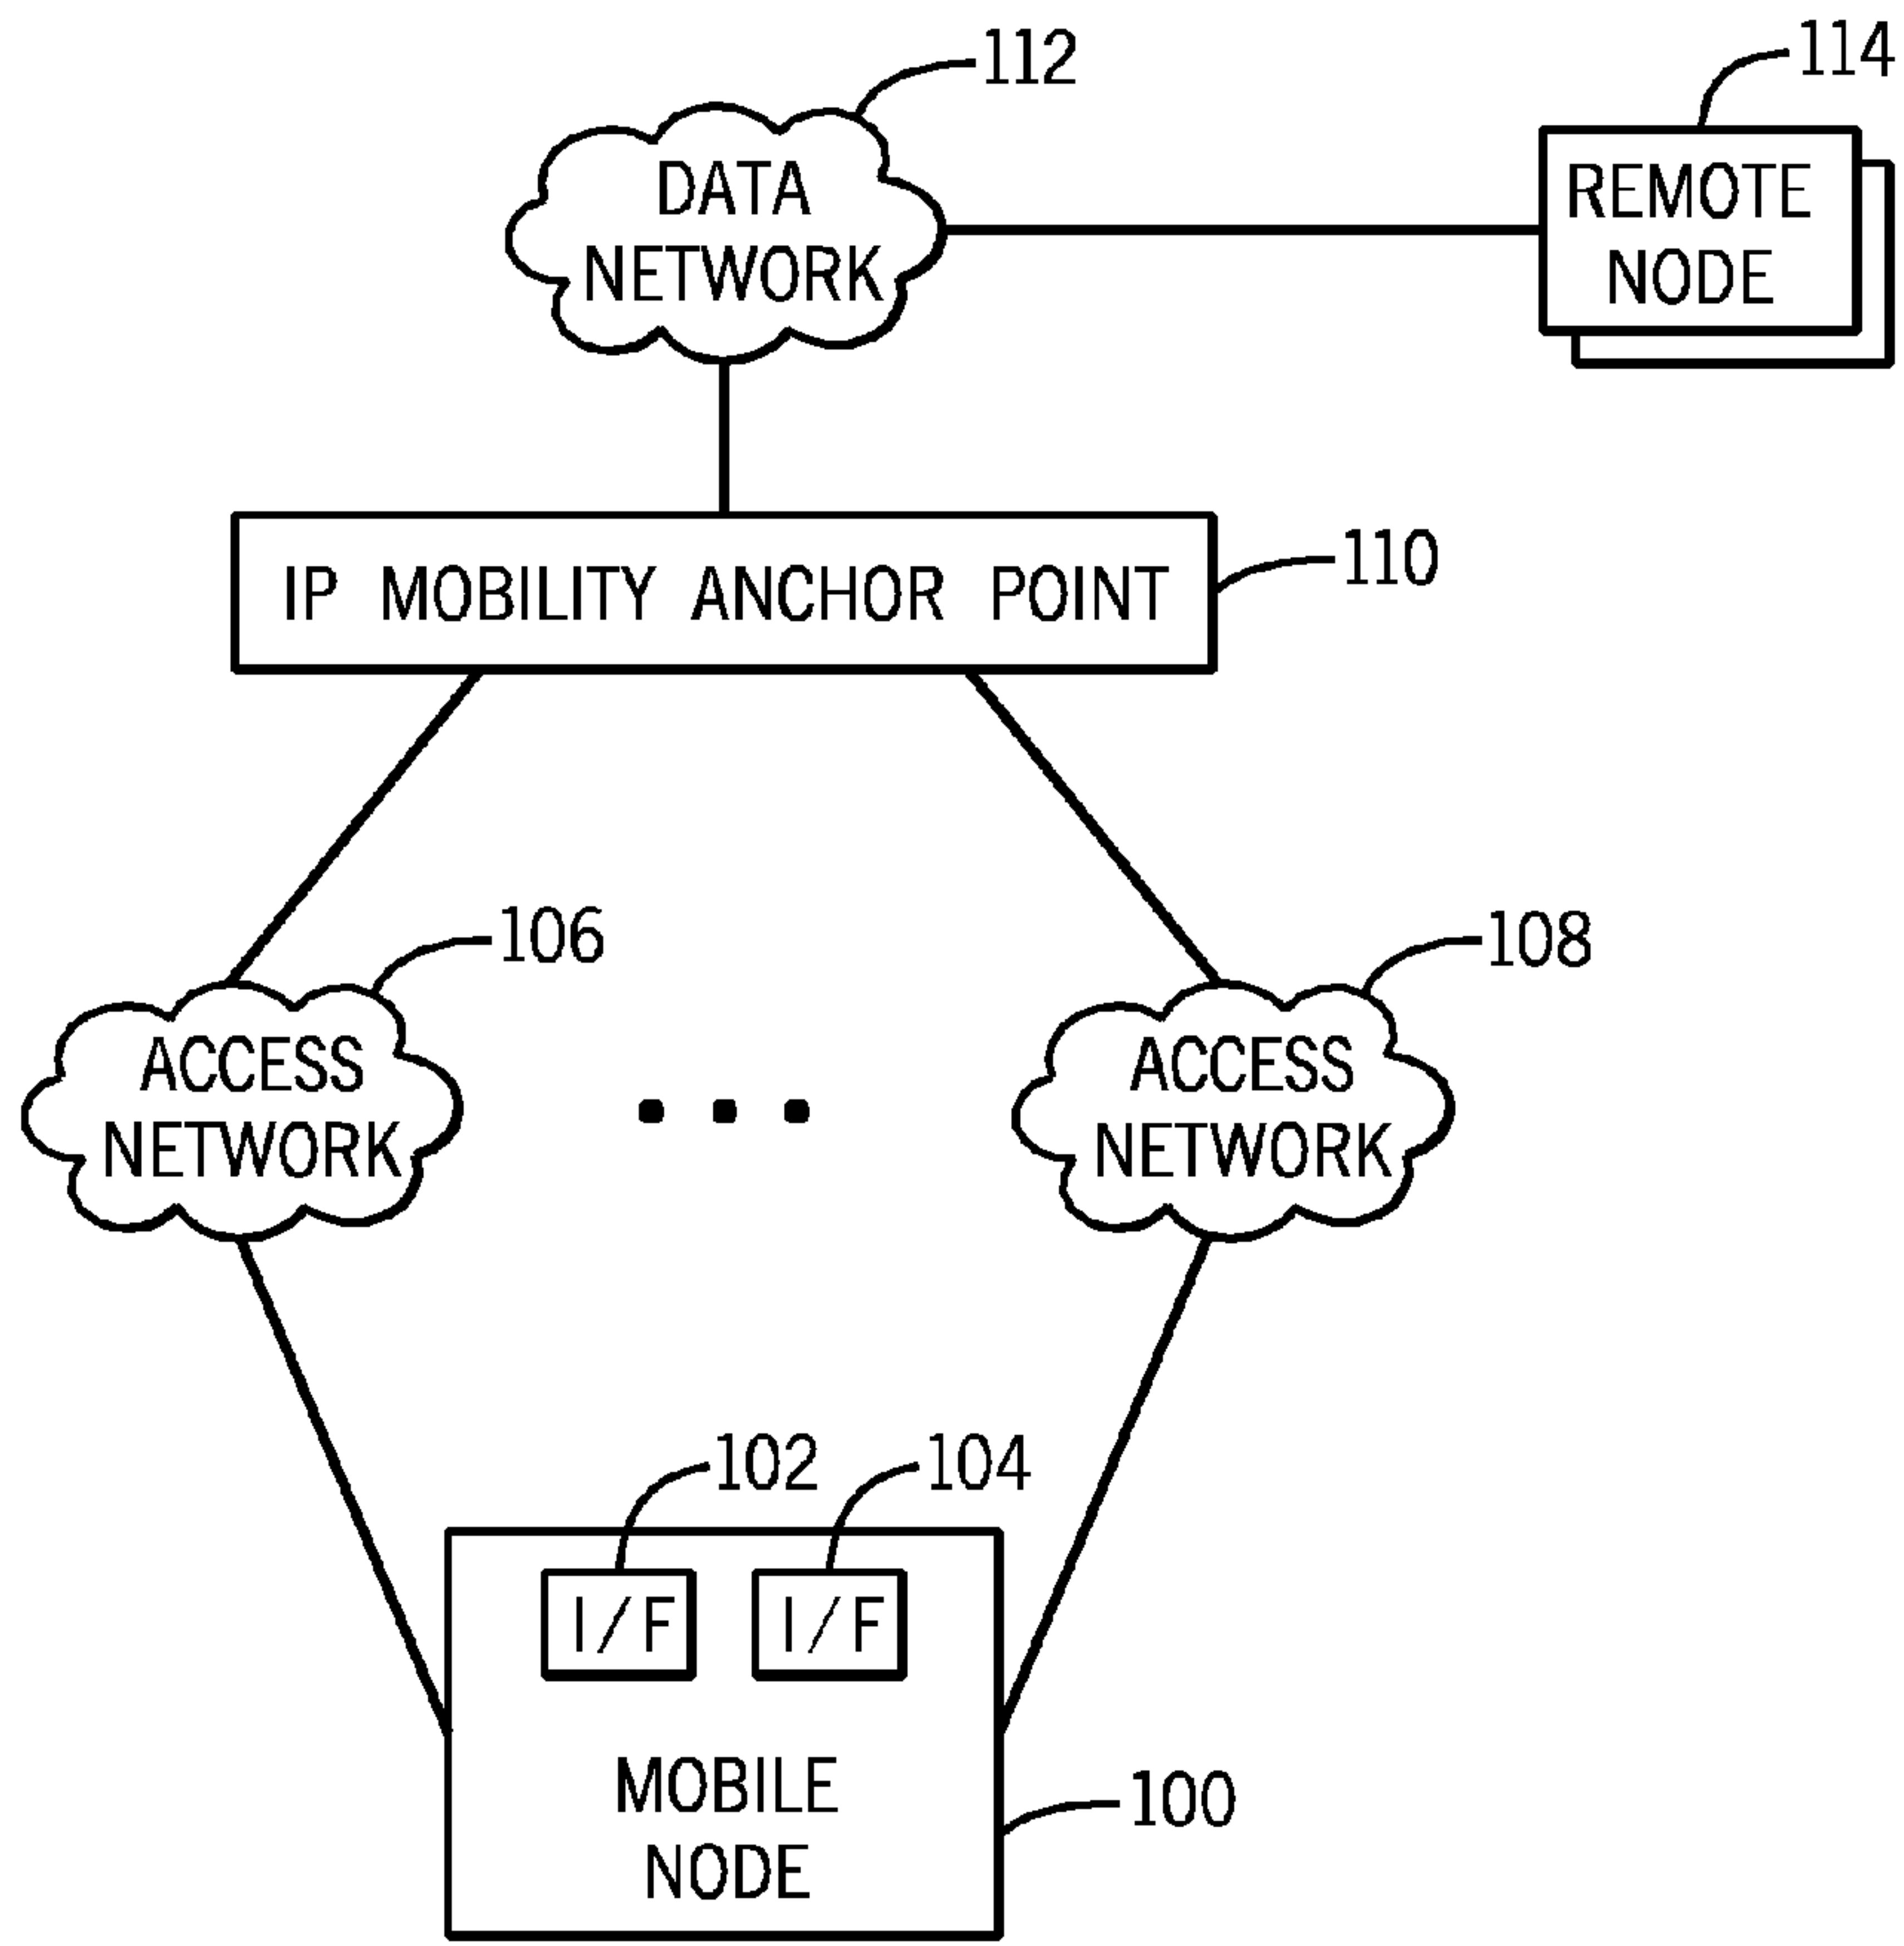 112
114
DATA
NETWORK
REMOTE
NODE
110
IP MOBILITY ANCHOR POINT
106
108
ACCESS
NETWORK
ACCESS
NETWORK
102
104
I/F
I/F
MOBILE
NODE
100